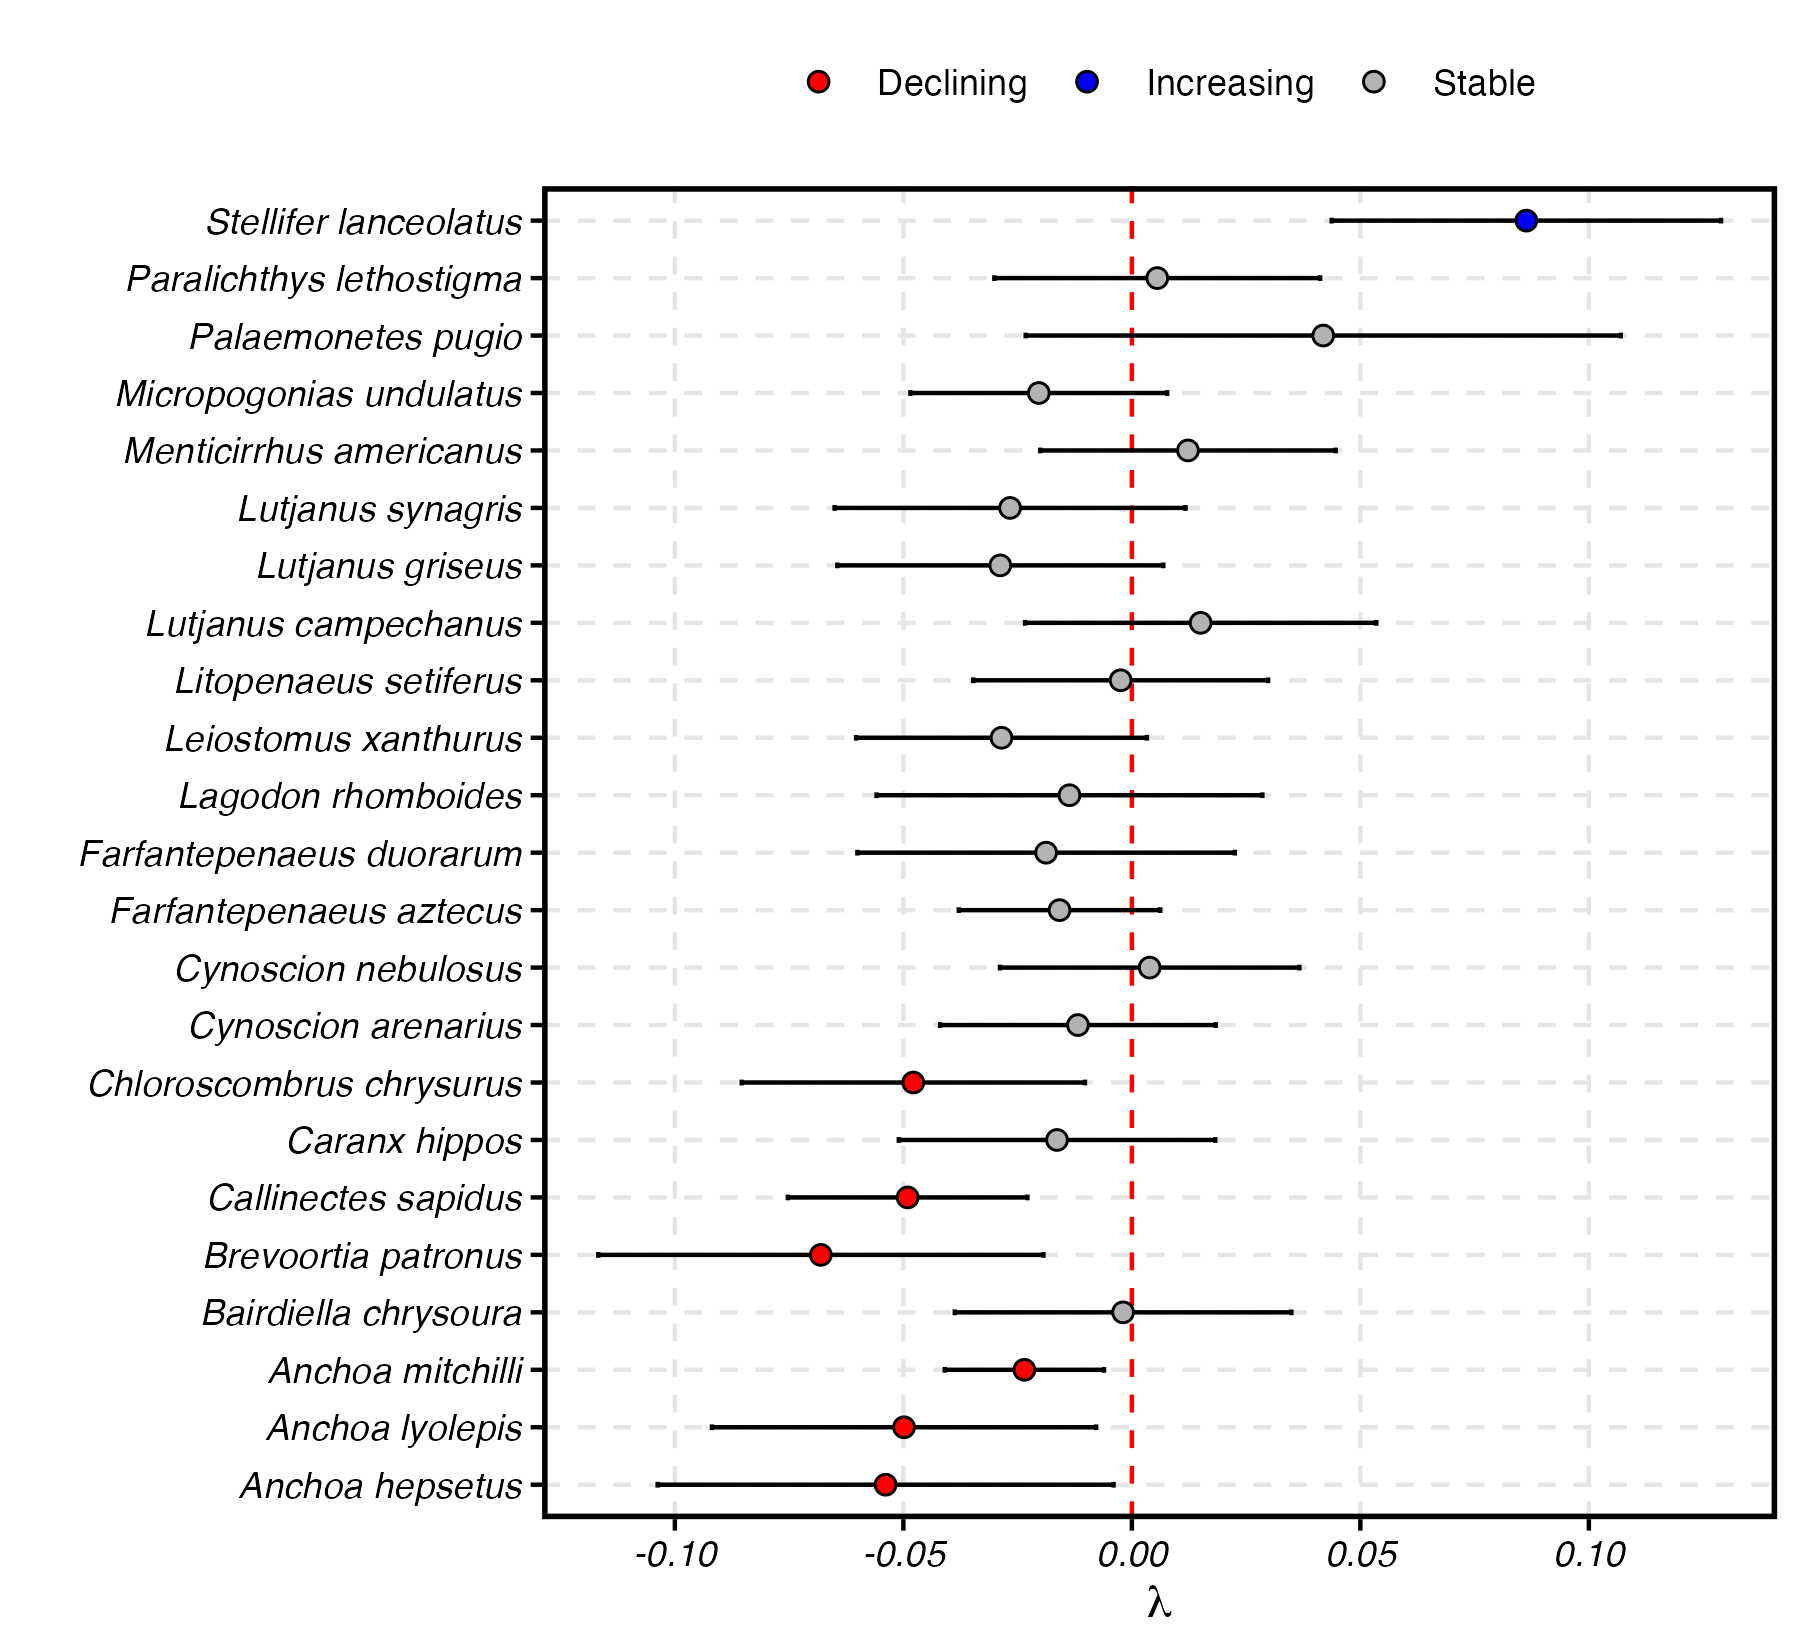 Declining Increasing Stable
Stellifer lanceolatus
Paralichthys lethostigma
Palaemonetes pugio
Micropogonias undulatus
Menticirrhus americanus
Lutjanus synagris
Lutjanus griseus
Lutjanus campechanus
Litopenaeus setiferus
Leiostomus xanthurus
Lagodon rhomboides
Farfantepenaeus duorarum
Farfantepenaeus aztecus
Cynoscion nebulosus
Cynoscion arenarius
Chloroscombrus chrysurus
Caranx hippos
Callinectes sapidus
Brevoortia patronus
Bairdiella chrysoura
Anchoa mitchilli
Anchoa lyolepis
Anchoa hepsetus
-0.10 -0.05 0.00 0.05 0.10
λ